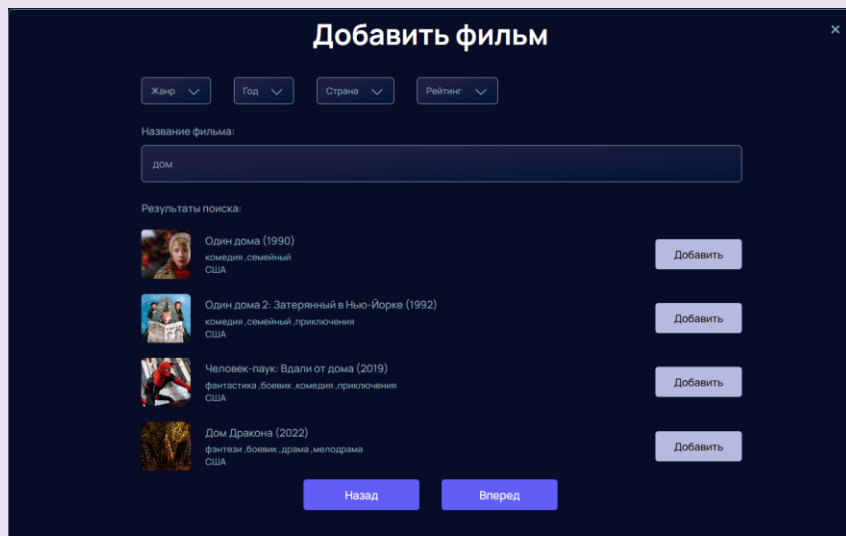 Добавить фильм
×
Жанр
Год
Страна
Рейтинг
Название фильма:
дом
Результаты поиска:
Один дома (1990)
комедия ,семейный
США
Добавить
Один дома 2: Затерянный в Нью-Йорке (1992)
комедия ,семейный ,приключения
США
Добавить
Человек-паук: Вдали от дома (2019)
фантастика ,боевик ,комедия ,приключения
США
Добавить
Дом Дракона (2022)
фэнтези ,боевик ,драма ,мелодрама
США
Добавить
Назад
Вперед